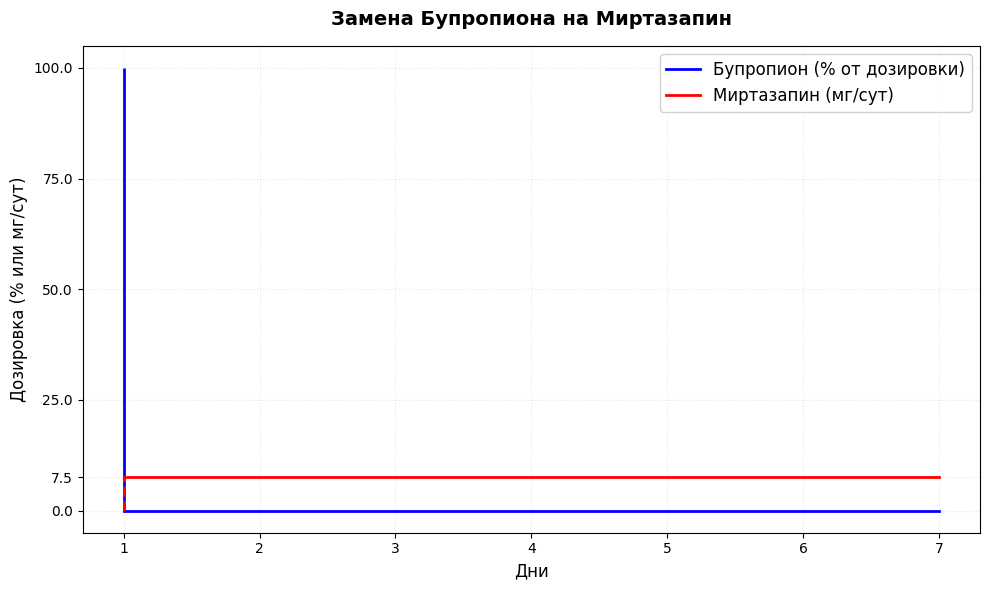 Замена Бупропиона на Миртазапин
Бупропион (% от дозировки)
Миртазапин (мг/сут)
Дозировка (% или мг/сут)
100.0
75.0
50.0
25.0
7.5
0.0
1 2 3 4 5 6 7
Дни